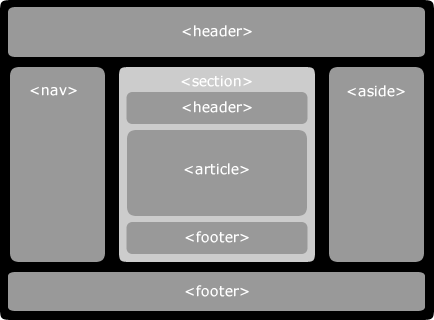 <header>
<nav>
<section>
<header>
<article>
<footer>
<aside>
<footer>